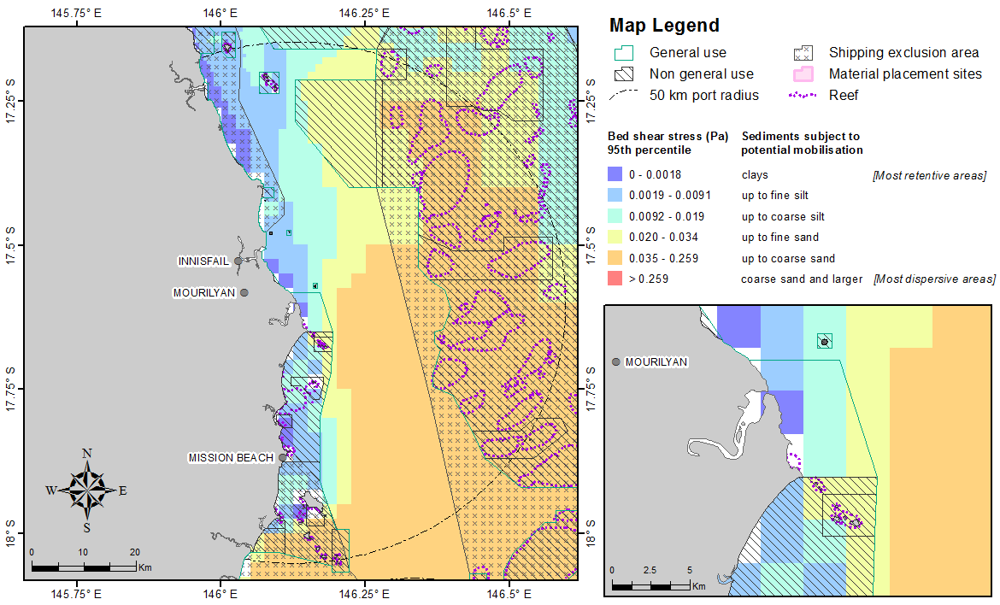 145.75° E
146° E
146.25° E
146.5° E
17.25° S
17.5° S
17.75° S
18° S
17.25° S
17.5° S
17.75° S
18° S
INNISFAIL
MOURILYAN
MISSION BEACH
N
W
E
S
0 10 20
Km
145.75° E
146° E
146.25° E
146.5° E
Map Legend
General use
Non general use
50 km port radius
Shipping exclusion area
Material placement sites
Reef
Bed shear stress (Pa)
95th percentile
Sediments subject to
potential mobilisation
0 - 0.0018 clays [Most retentive areas]
0.0019 - 0.0091 up to fine silt
0.0092 - 0.019 up to coarse silt
0.020 - 0.034 up to fine sand
0.035 - 0.259 up to coarse sand
> 0.259 coarse sand and larger [Most dispersive areas]
MOURILYAN
0 2.5 5
Km